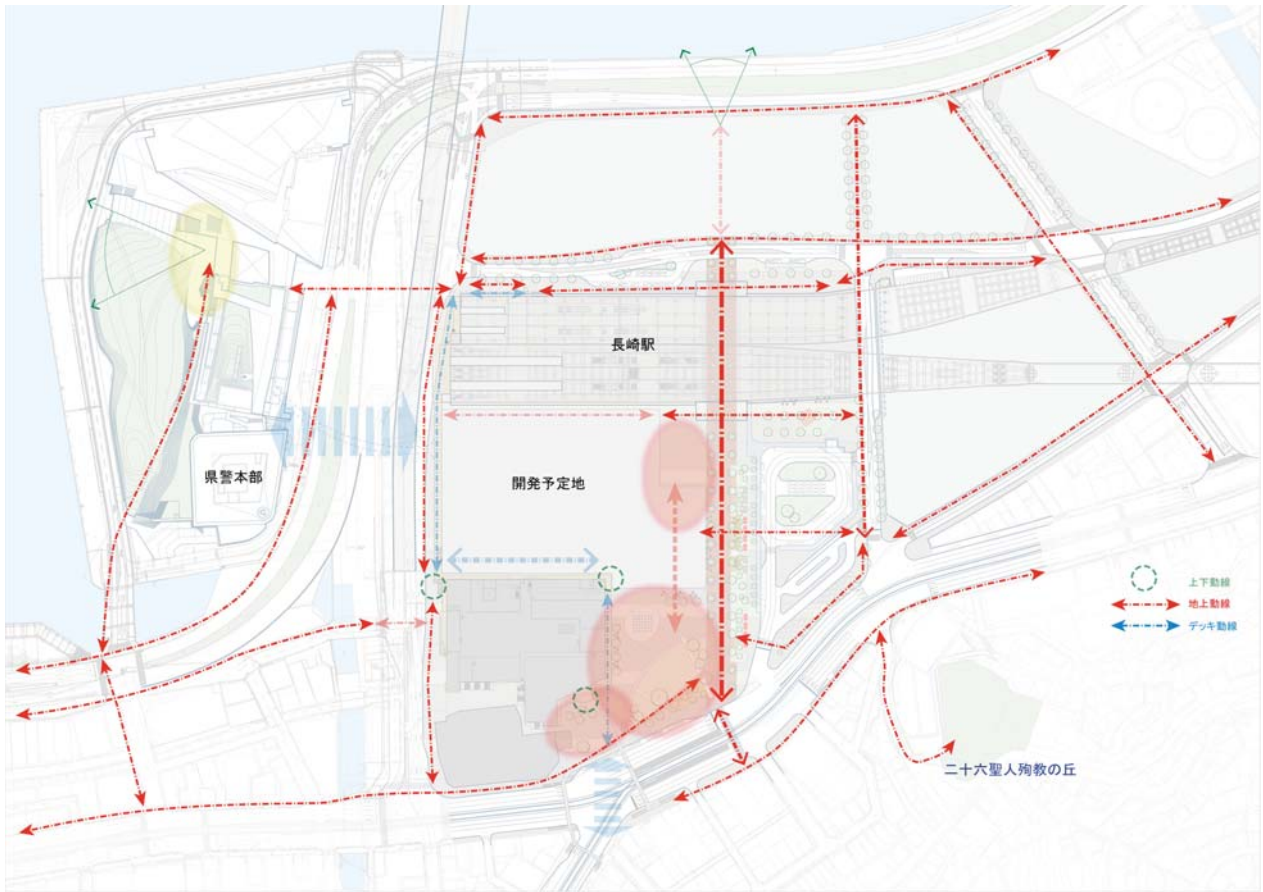 長崎駅
県警本部
開発予定地
上下動線
地上動線
デッキ動線
二十六聖人殉教の丘